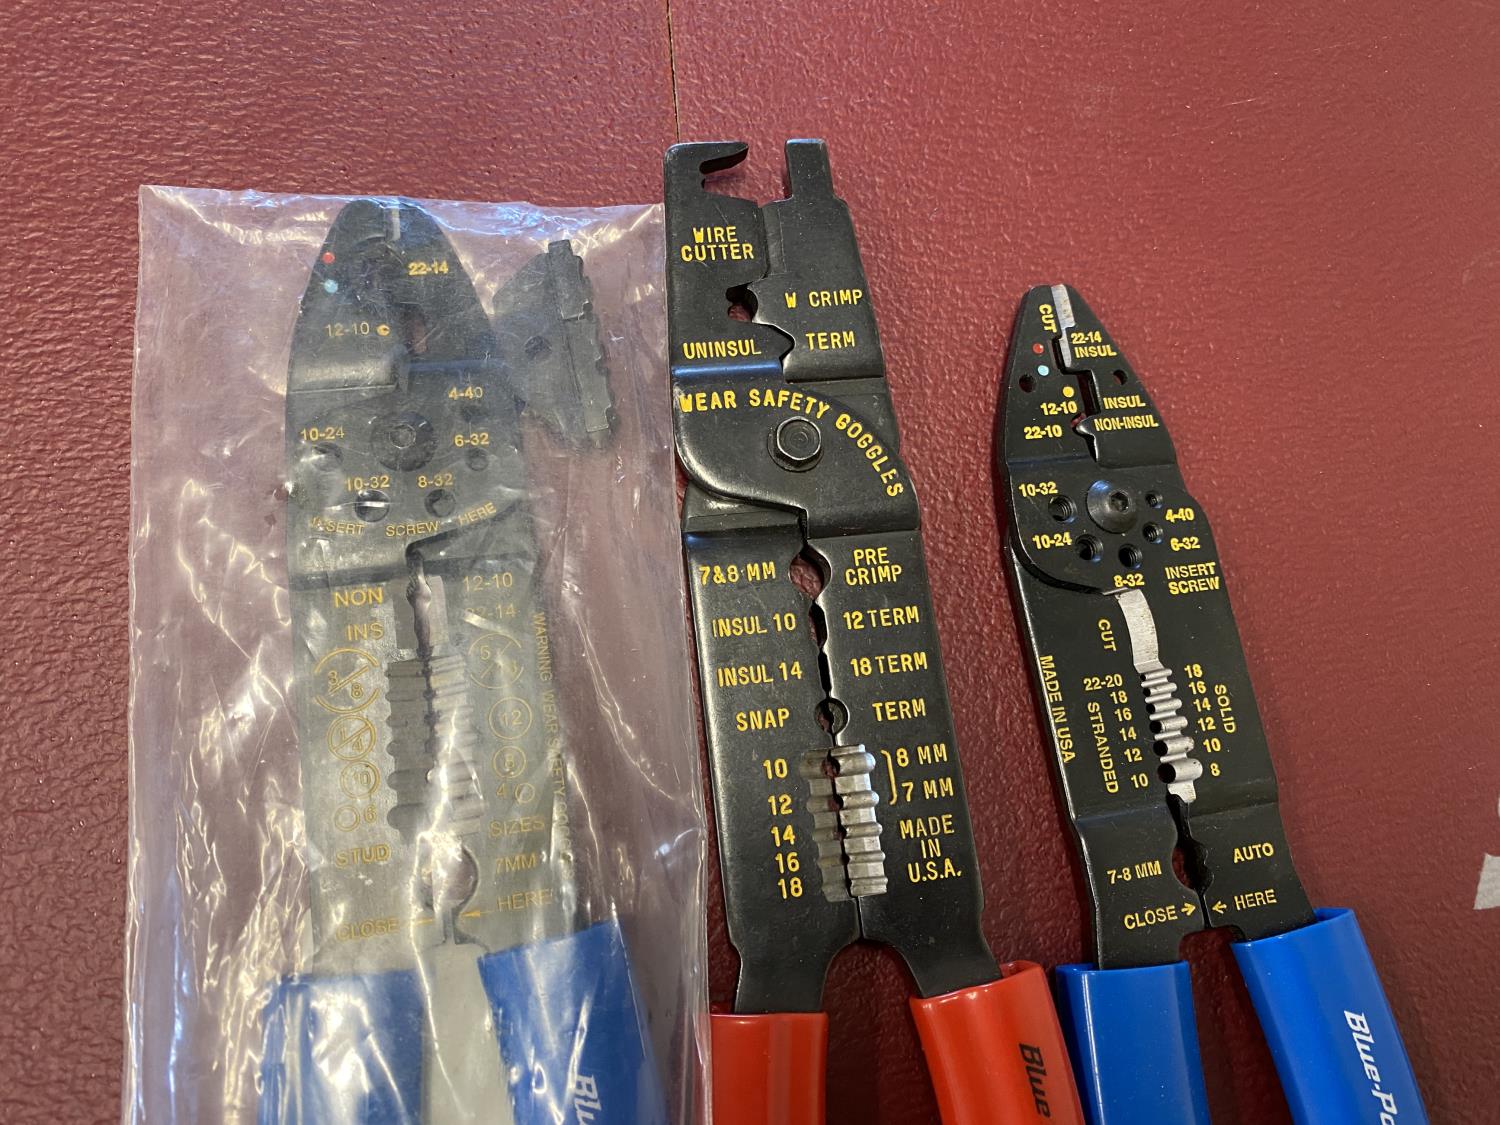 22-14
12-10
4-40
10-24
6-32
10-32
8-32
INSERT SCREW HERE
NON
INS
12-10
22-14
3/8
1/4
10
6
STUD
12
8
4
SIZES
7MM
CLOSE
HERE
WARNING WEAR SAFETY
Blu
WIRE
CUTTER
W CRIMP
UNINSUL
TERM
WEAR SAFETY GOGGLES
7&8 MM
PRE
CRIMP
INSUL 10
12 TERM
INSUL 14
18 TERM
SNAP
TERM
10
12
14
16
18
8 MM
7 MM
MADE
IN
U.S.A.
Blue
CUT
22-14
INSUL
12-10
INSUL
22-10
NON-INSUL
10-32
10-24
4-40
6-32
8-32
INSERT
SCREW
CUT
MADE IN USA
22-20
18
16
14
12
10
STRANDED
18
16
14
12
10
8
SOLID
7-8 MM
AUTO
CLOSE → ← HERE
Blue-Po